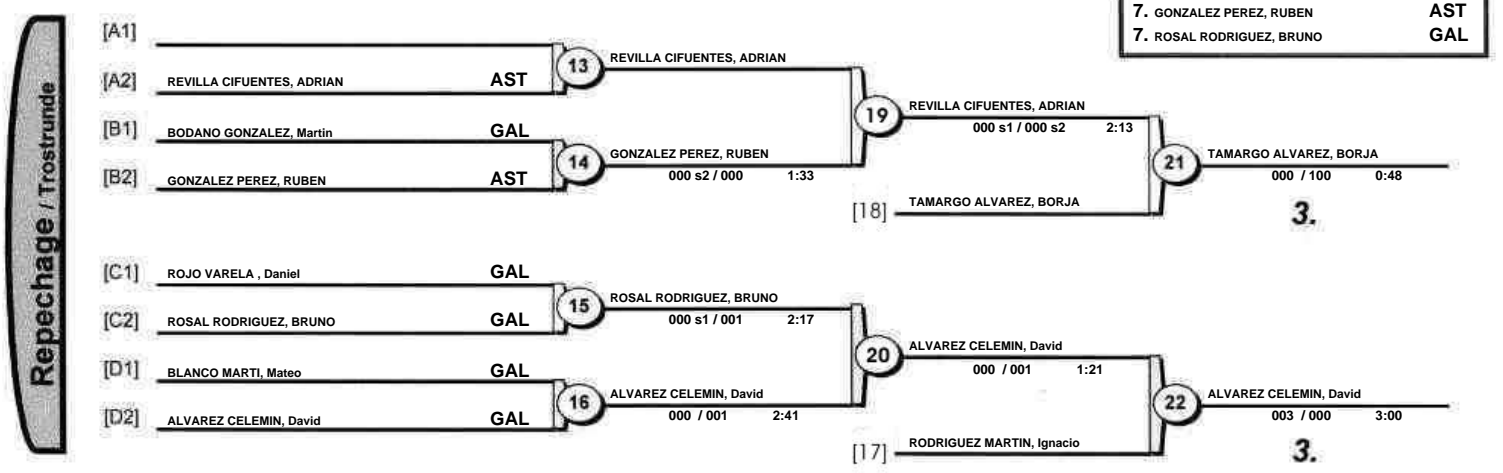 7. GONZALEZ PEREZ, RUBEN AST
7. ROSAL RODRIGUEZ, BRUNO GAL
Repechage / Trostrunde
[A1]
[A2] REVILLA CIFUENTES, ADRIAN AST
13 REVILLA CIFUENTES, ADRIAN
[B1] BODANO GONZALEZ, Martin GAL
[B2] GONZALEZ PEREZ, RUBEN AST
14 GONZALEZ PEREZ, RUBEN
000 s2 / 000 1:33
19 REVILLA CIFUENTES, ADRIAN
000 s1 / 000 s2 2:13
[18] TAMARGO ALVAREZ, BORJA
21 TAMARGO ALVAREZ, BORJA
000 / 100 0:48
3.
[C1] ROJO VARELA , Daniel GAL
[C2] ROSAL RODRIGUEZ, BRUNO GAL
15 ROSAL RODRIGUEZ, BRUNO
000 s1 / 001 2:17
[D1] BLANCO MARTI, Mateo GAL
[D2] ALVAREZ CELEMIN, David GAL
16 ALVAREZ CELEMIN, David
000 / 001 2:41
20 ALVAREZ CELEMIN, David
000 / 001 1:21
[17] RODRIGUEZ MARTIN, Ignacio
22 ALVAREZ CELEMIN, David
003 / 000 3:00
3.